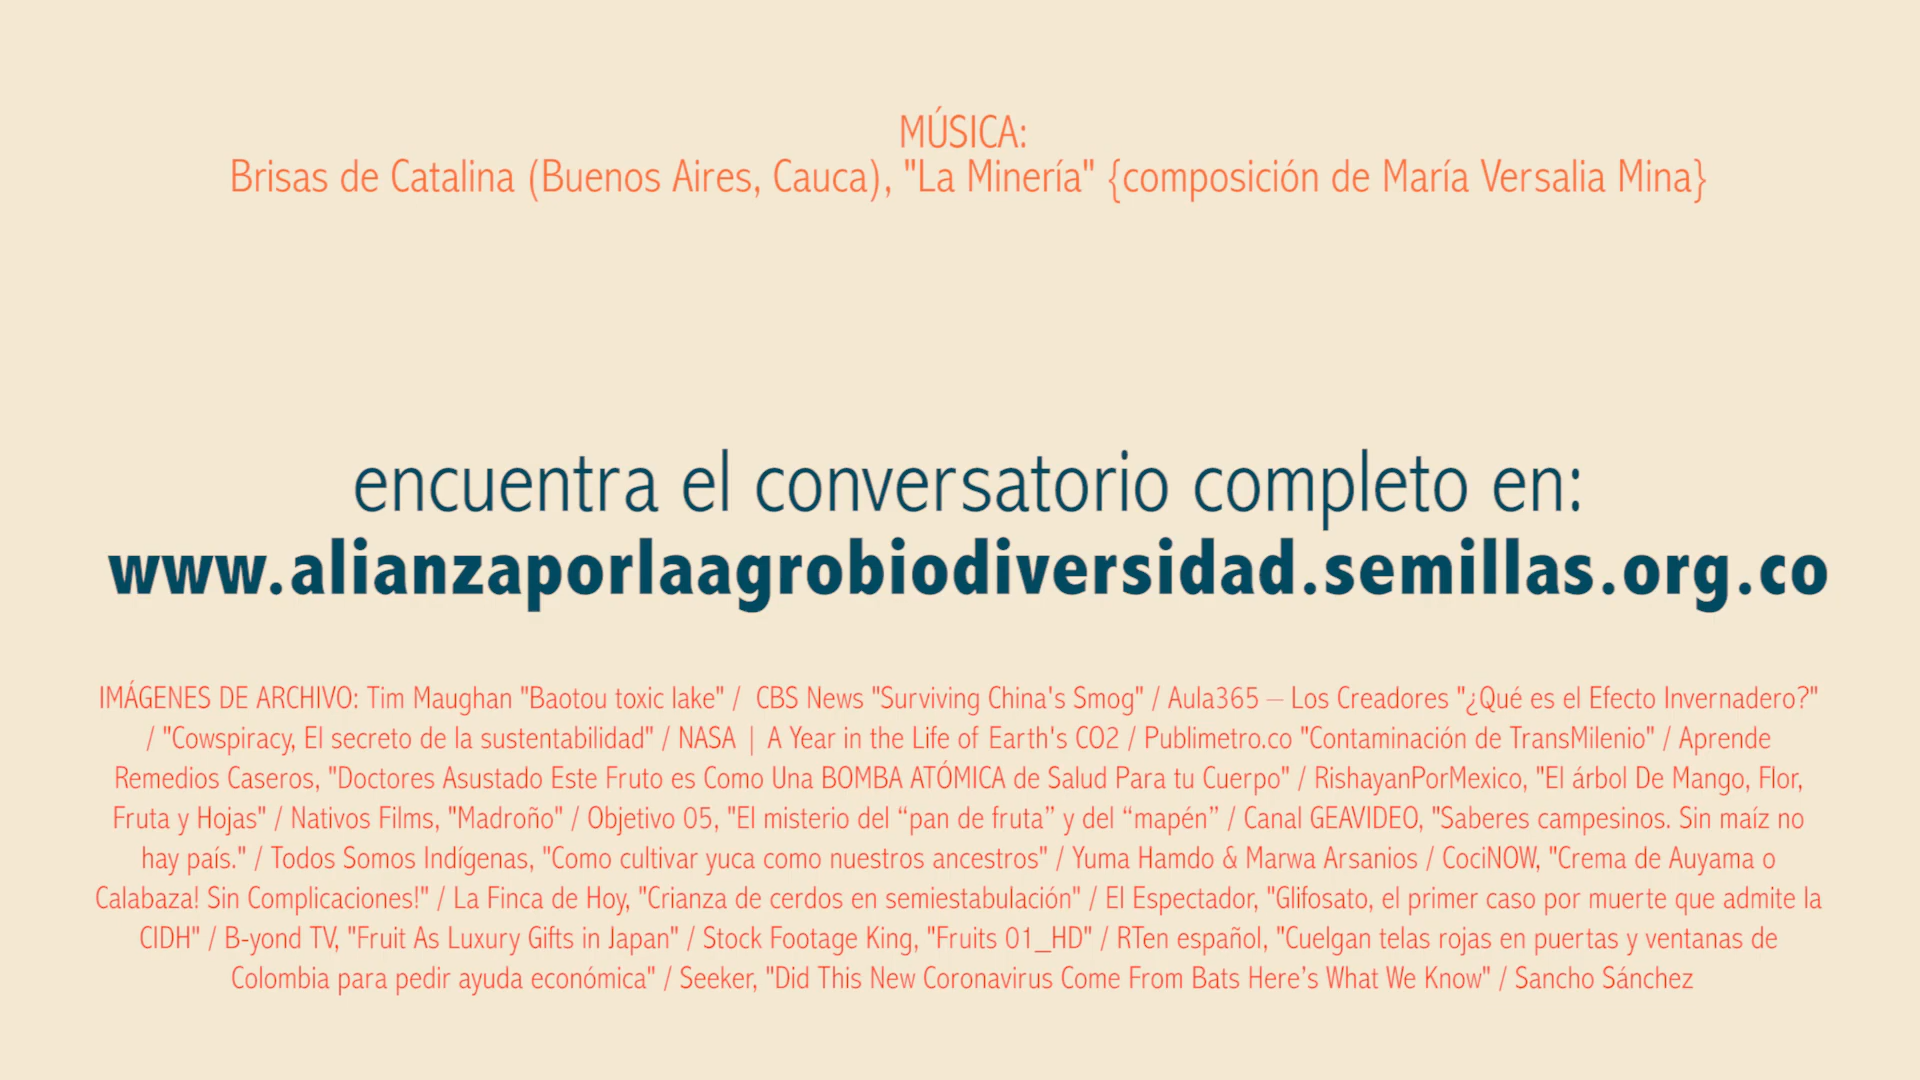 MÚSICA:
Brisas de Catalina (Buenos Aires, Cauca), "La Minería" {composición de María Versalia Mina}
encuentra el conversatorio completo en:
www.alianzaporlaagrobiodiversidad.semillas.org.co
IMÁGENES DE ARCHIVO: Tim Maughan "Baotou toxic lake" /  CBS News "Surviving China's Smog" / Aula365 – Los Creadores "¿Qué es el Efecto Invernadero?"
/ "Cowspiracy, El secreto de la sustentabilidad" / NASA | A Year in the Life of Earth's CO2 / Publimetro.co "Contaminación de TransMilenio" / Aprende
Remedios Caseros, "Doctores Asustado Este Fruto es Como Una BOMBA ATÓMICA de Salud Para tu Cuerpo" / RishayanPorMexico, "El árbol De Mango, Flor,
Fruta y Hojas" / Nativos Films, "Madroño" / Objetivo 05, "El misterio del “pan de fruta” y del “mapén” / Canal GEAVIDEO, "Saberes campesinos. Sin maíz no
hay país." / Todos Somos Indígenas, "Como cultivar yuca como nuestros ancestros" / Yuma Hamdo & Marwa Arsanios / CociNOW, "Crema de Auyama o
Calabaza! Sin Complicaciones!" / La Finca de Hoy, "Crianza de cerdos en semiestabulación" / El Espectador, "Glifosato, el primer caso por muerte que admite la
CIDH" / B-yond TV, "Fruit As Luxury Gifts in Japan" / Stock Footage King, "Fruits 01_HD" / RTen español, "Cuelgan telas rojas en puertas y ventanas de
Colombia para pedir ayuda económica" / Seeker, "Did This New Coronavirus Come From Bats Here’s What We Know" / Sancho Sánchez